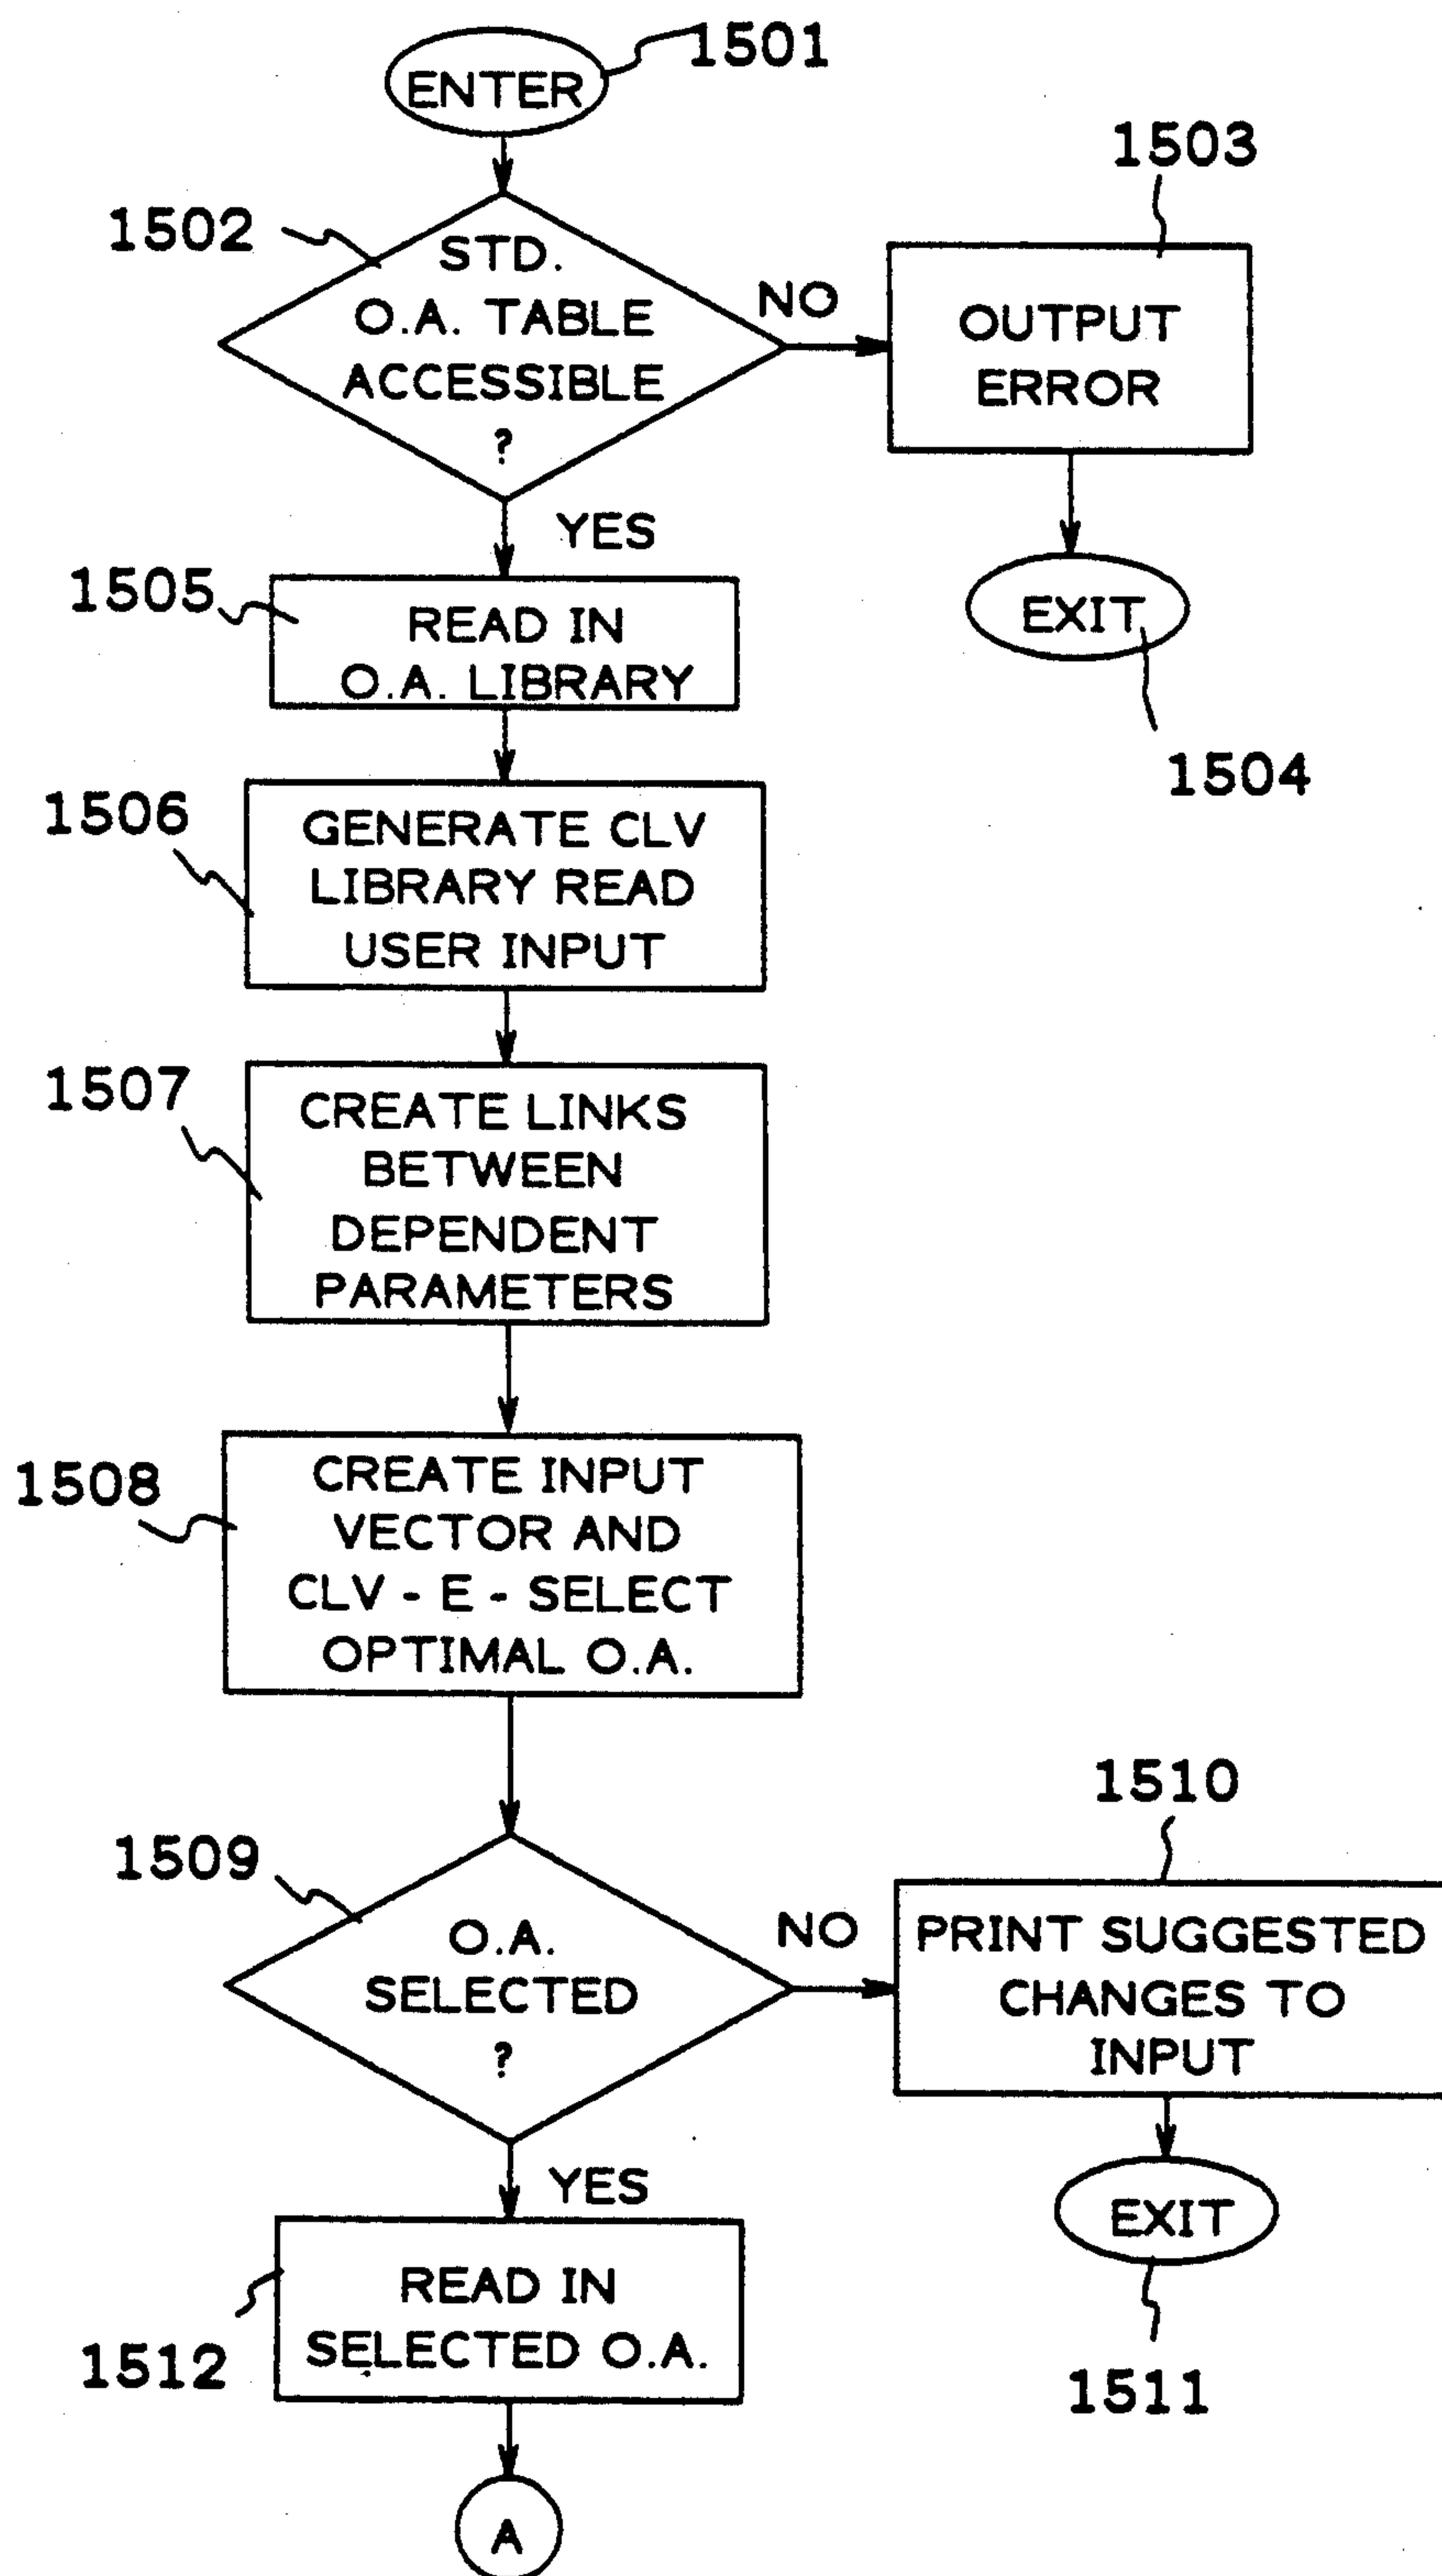 1501
ENTER
1502
STD.
O.A. TABLE
ACCESSIBLE
?
NO
1503
OUTPUT
ERROR
EXIT
1504
YES
1505
READ IN
O.A. LIBRARY
1506
GENERATE CLV
LIBRARY READ
USER INPUT
1507
CREATE LINKS
BETWEEN
DEPENDENT
PARAMETERS
1508
CREATE INPUT
VECTOR AND
CLV - E - SELECT
OPTIMAL O.A.
1509
O.A.
SELECTED
?
NO
1510
PRINT SUGGESTED
CHANGES TO
INPUT
EXIT
1511
YES
1512
READ IN
SELECTED O.A.
A